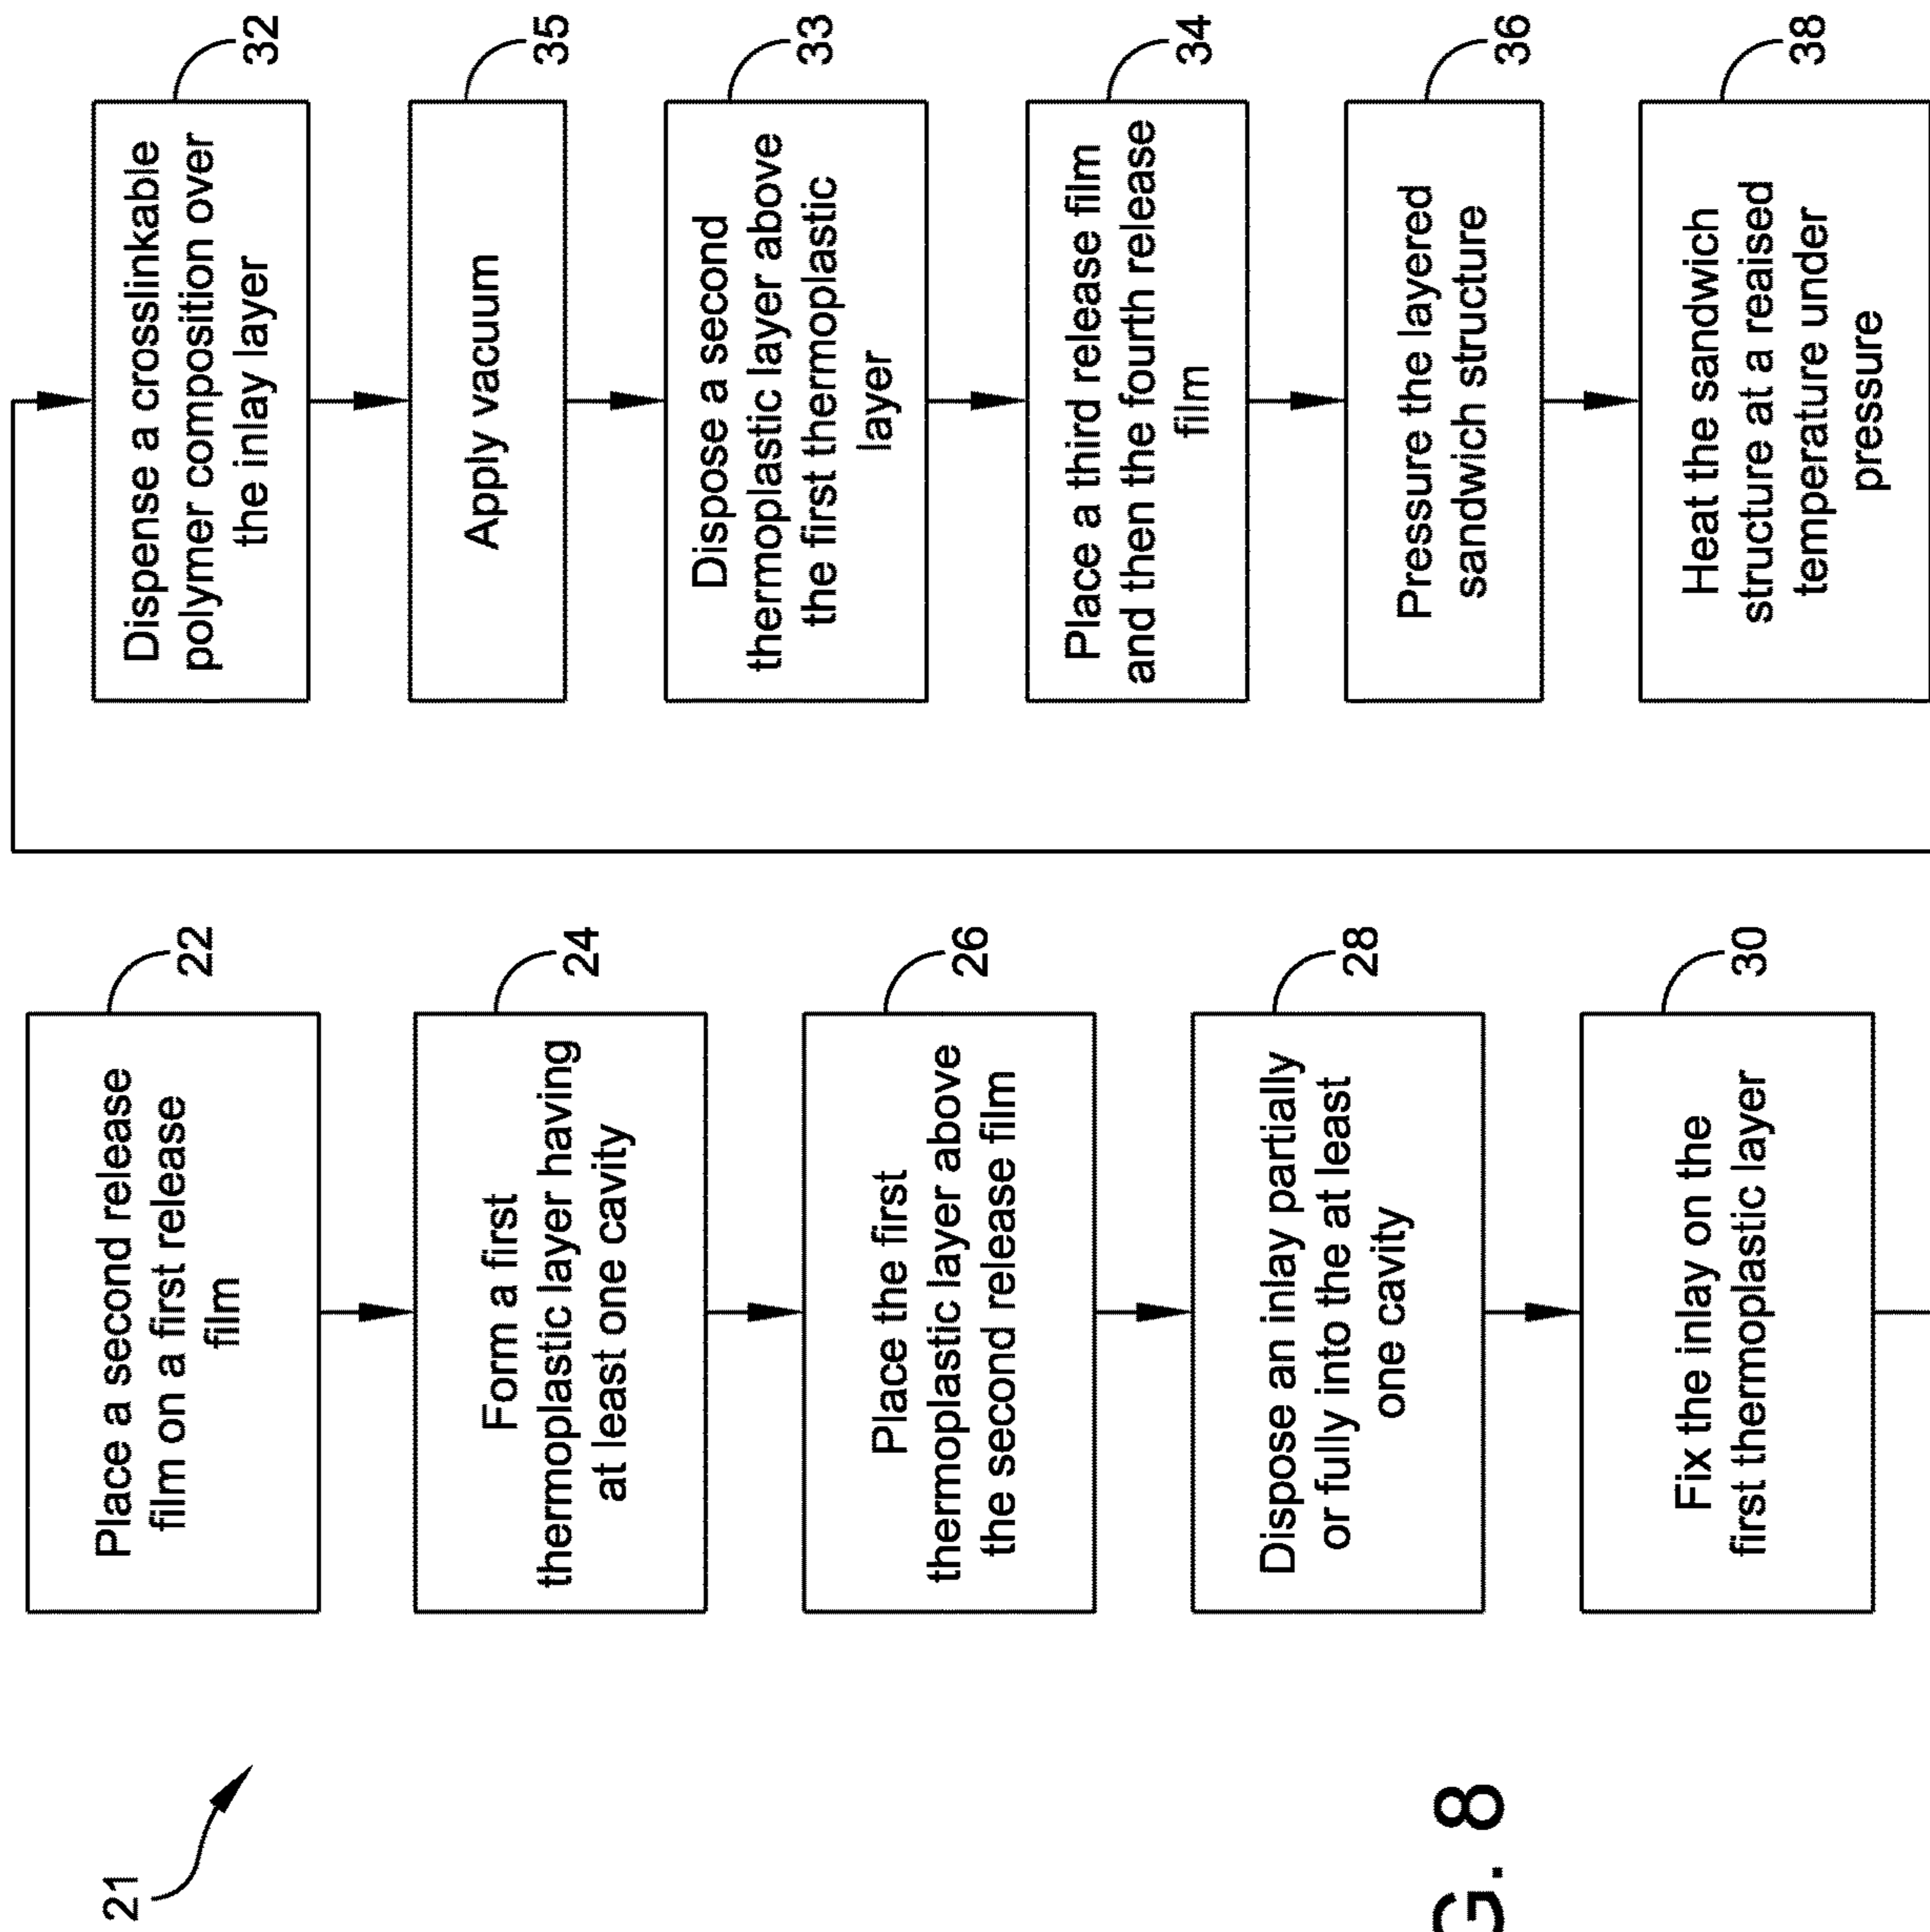 21
Place a second release
film on a first release
film
22
Form a first
thermoplastic layer having
at least one cavity
24
Place the first
thermoplastic layer above
the second release film
26
Dispose an inlay partially
or fully into the at least
one cavity
28
Fix the inlay on the
first thermoplastic layer
30
Dispense a crosslinkable
polymer composition over
the inlay layer
32
Apply vacuum
35
Dispose a second
thermoplastic layer above
the first thermoplastic
layer
33
Place a third release film
and then the fourth release
film
34
Pressure the layered
sandwich structure
36
Heat the sandwich
structure at a reaised
temperature under
pressure
38
G. 8